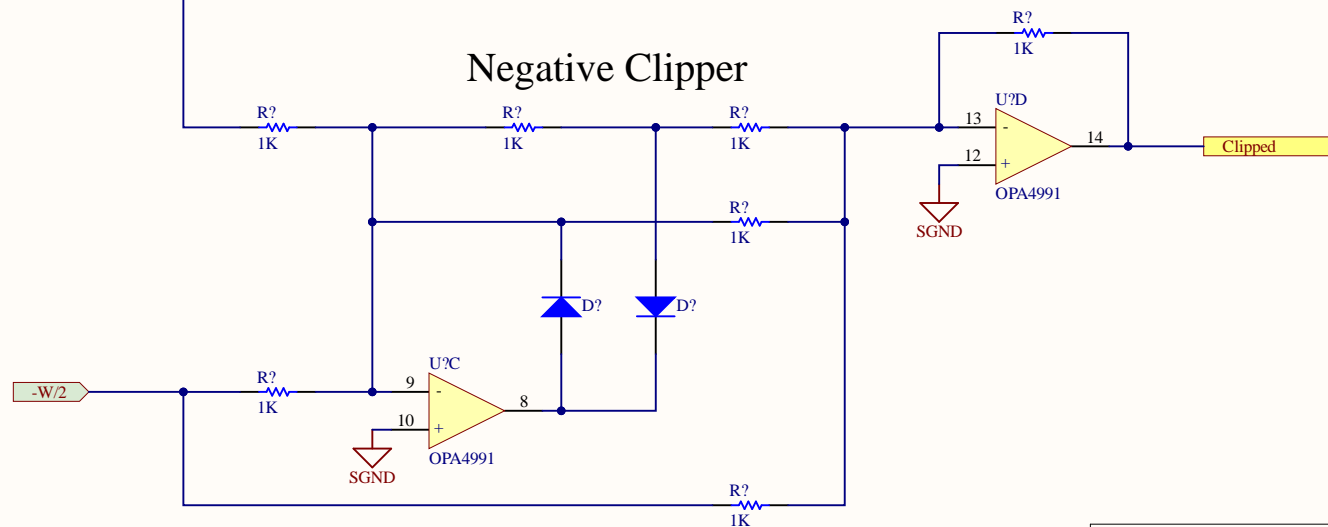 R?
1K
Negative Clipper
R?
1K
R?
1K
R?
1K
U?D
13
-
14
12
+
OPA4991
SGND
Clipped
R?
1K
D?
D?
-W/2
R?
1K
U?C
9
-
8
10
+
OPA4991
SGND
R?
1K